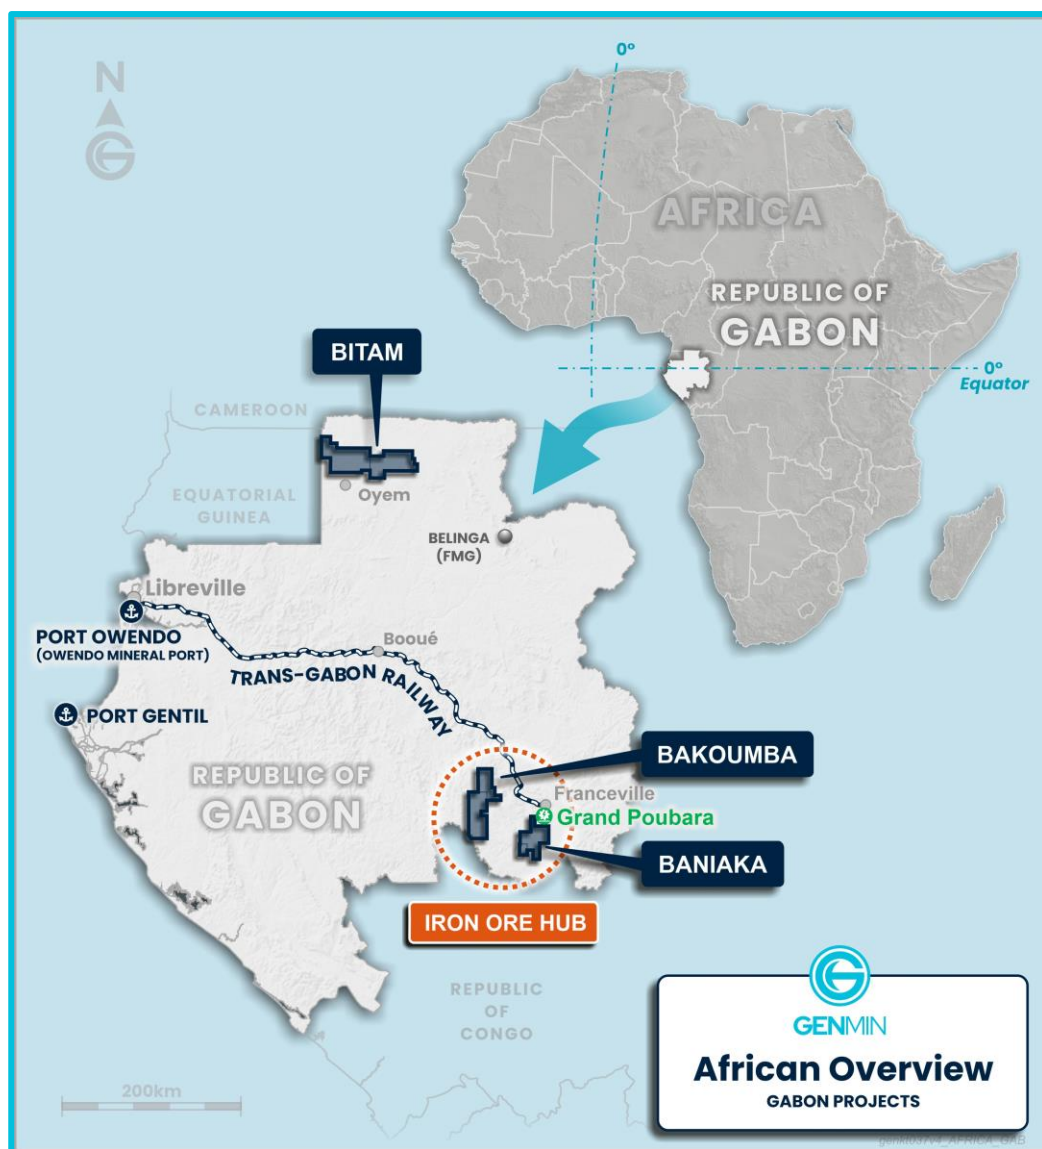 N
0°
AFRICA
REPUBLIC OF
GABON
0°
Equator
BITAM
CAMEROON
EQUATORIAL
GUINEA
Oyem
BELINGA
(FMG)
Libreville
PORT OWENDO
(OWENDO MINERAL PORT)
Booué
TRANS-GABON RAILWAY
PORT GENTIL
REPUBLIC OF
GABON
BAKOUMBA
Franceville
Grand Poubara
BANIAKA
IRON ORE HUB
REPUBLIC
OF
CONGO
200km
GENMIN
African Overview
GABON PROJECTS